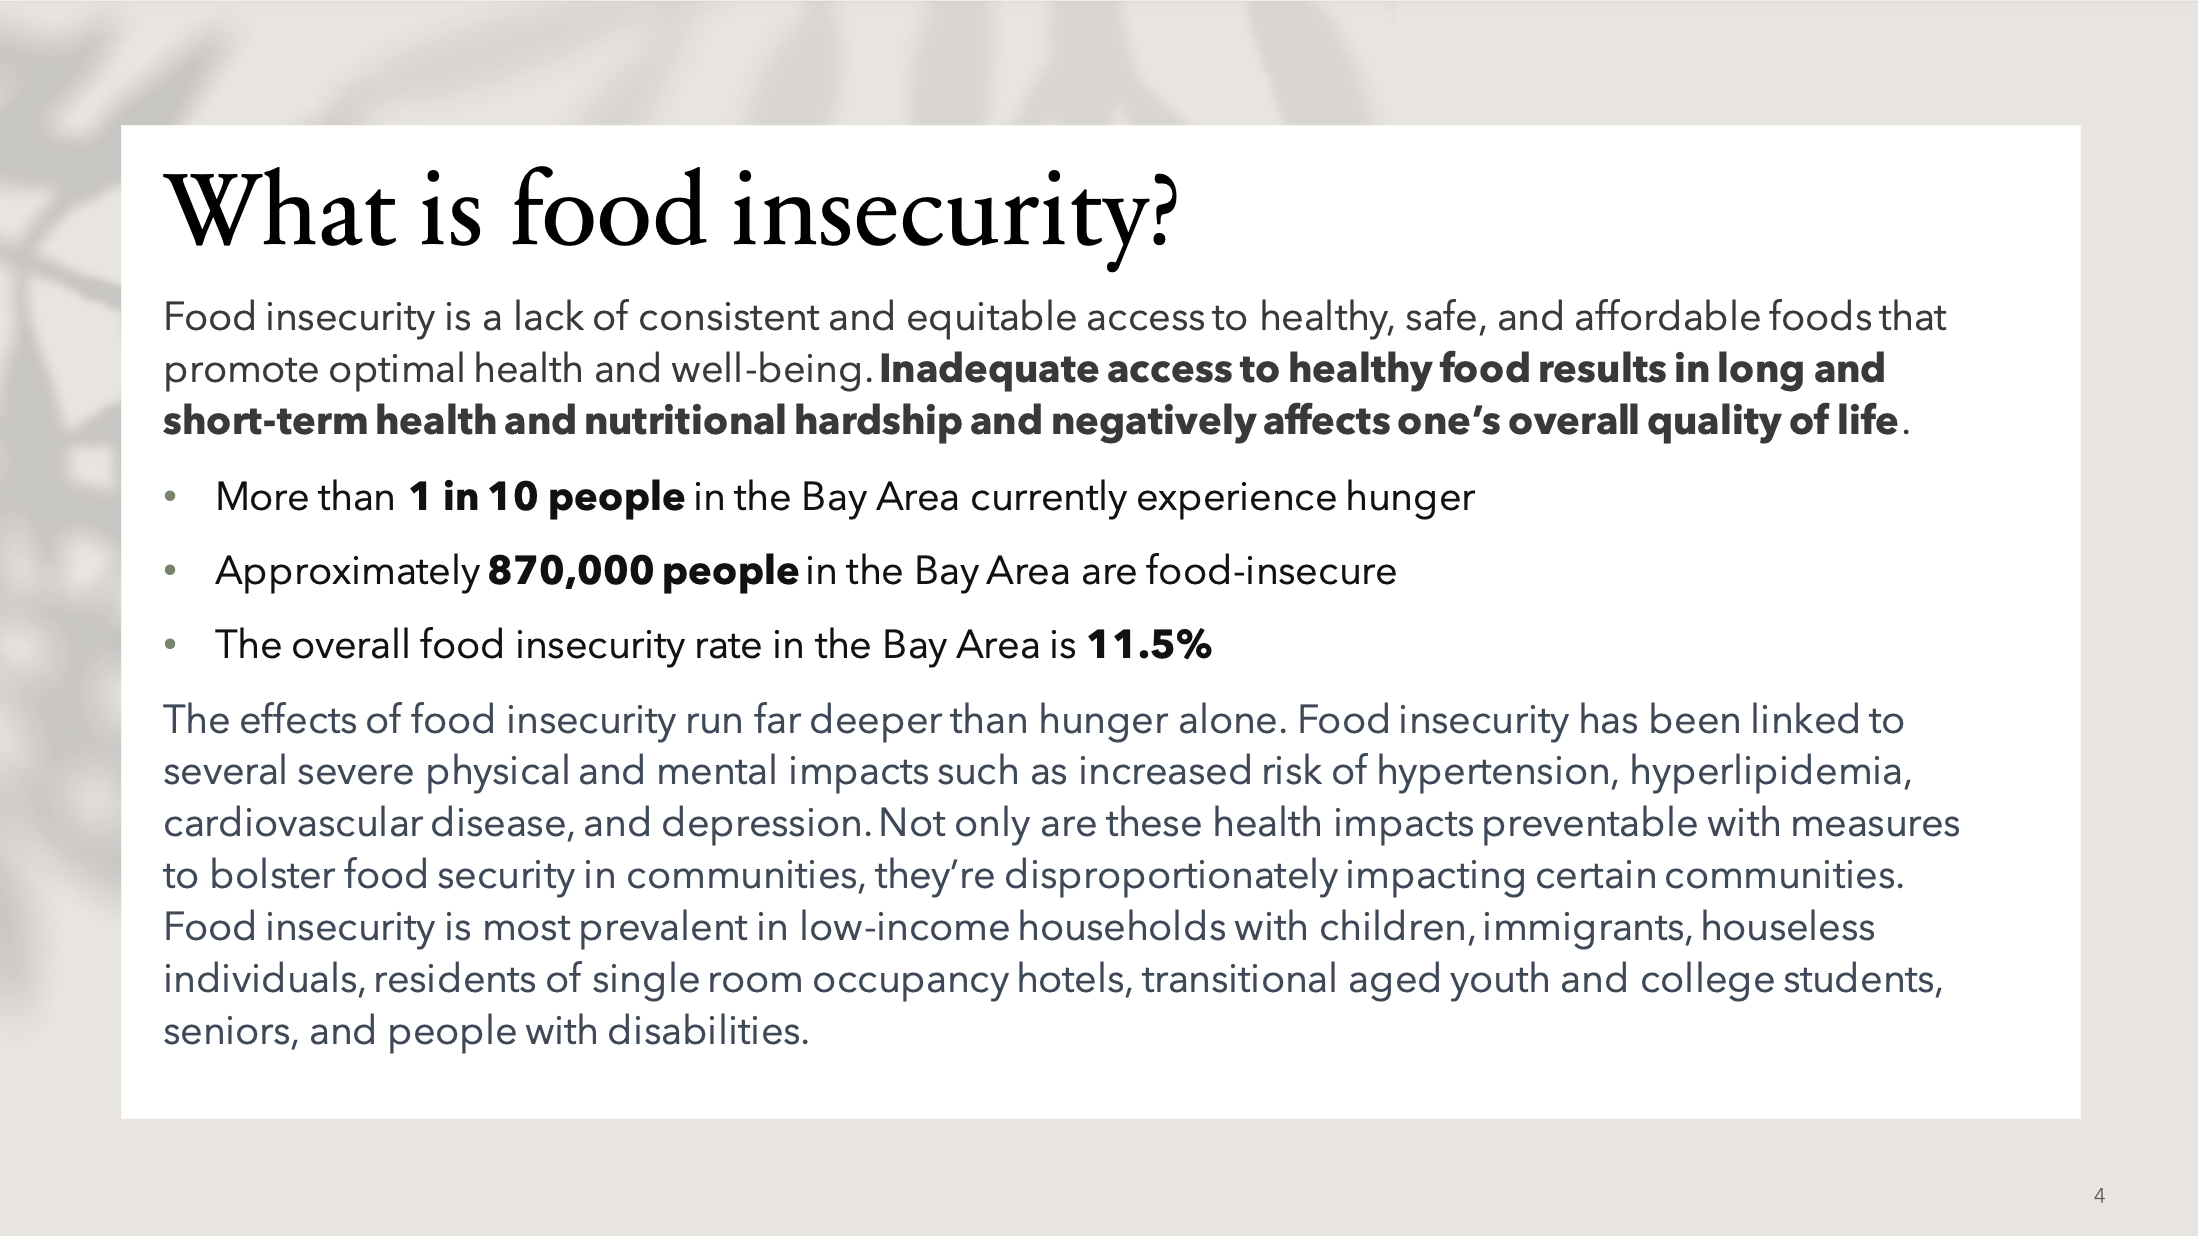 What is food insecurity?
Food insecurity is a lack of consistent and equitable access to healthy, safe, and affordable foods that
promote optimal health and well-being. Inadequate access to healthy food results in long and
short-term health and nutritional hardship and negatively affects one’s overall quality of life.
• More than 1 in 10 people in the Bay Area currently experience hunger
• Approximately 870,000 people in the Bay Area are food-insecure
• The overall food insecurity rate in the Bay Area is 11.5%
The effects of food insecurity run far deeper than hunger alone. Food insecurity has been linked to
several severe physical and mental impacts such as increased risk of hypertension, hyperlipidemia,
cardiovascular disease, and depression. Not only are these health impacts preventable with measures
to bolster food security in communities, they’re disproportionately impacting certain communities.
Food insecurity is most prevalent in low-income households with children, immigrants, houseless
individuals, residents of single room occupancy hotels, transitional aged youth and college students,
seniors, and people with disabilities.
4